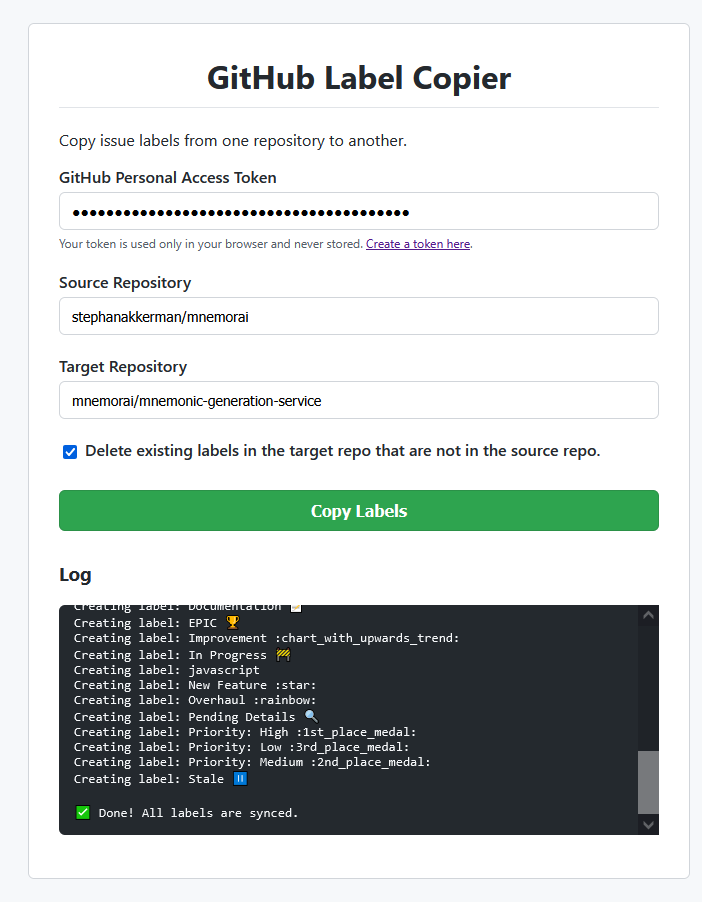 GitHub Label Copier
Copy issue labels from one repository to another.
GitHub Personal Access Token
Your token is used only in your browser and never stored. Create a token here.
Source Repository
stephanakkerman/mnemorai
Target Repository
mnemorai/mnemonic-generation-service
Delete existing labels in the target repo that are not in the source repo.
Copy Labels
Log
Creating label: Documentation
Creating label: EPIC 🏆
Creating label: Improvement :chart_with_upwards_trend:
Creating label: In Progress 🚧
Creating label: javascript
Creating label: New Feature :star:
Creating label: Overhaul :rainbow:
Creating label: Pending Details 🔍
Creating label: Priority: High :1st_place_medal:
Creating label: Priority: Low :3rd_place_medal:
Creating label: Priority: Medium :2nd_place_medal:
Creating label: Stale ⏸️
✅ Done! All labels are synced.